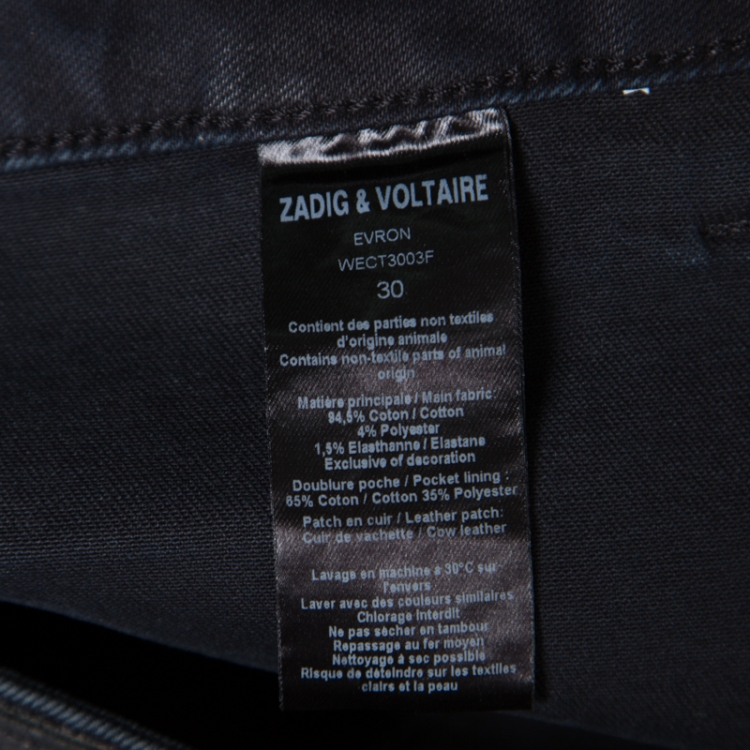 ZADIG & VOLTAIRE
EVRON
WECT3003F
30
Contient des parties non textiles
d'origine animale
Contains non-textile parts of animal
origin
Matière principale / Main fabric:
94,5% Coton / Cotton
4% Polyester
1,5% Elasthanne / Elastane
Exclusive of decoration
Doublure poche / Pocket lining :
65% Coton / Cotton 35% Polyester
Patch en cuir / Leather patch:
Cuir de vachette / Cow leather
Lavage en machine à 30°C sur
l'envers
Laver avec des couleurs similaires
Chlorage interdit
Ne pas sécher en tambour
Repassage au fer moyen
Nettoyage à sec possible
Risque de déteindre sur les textiles
clairs et la peau